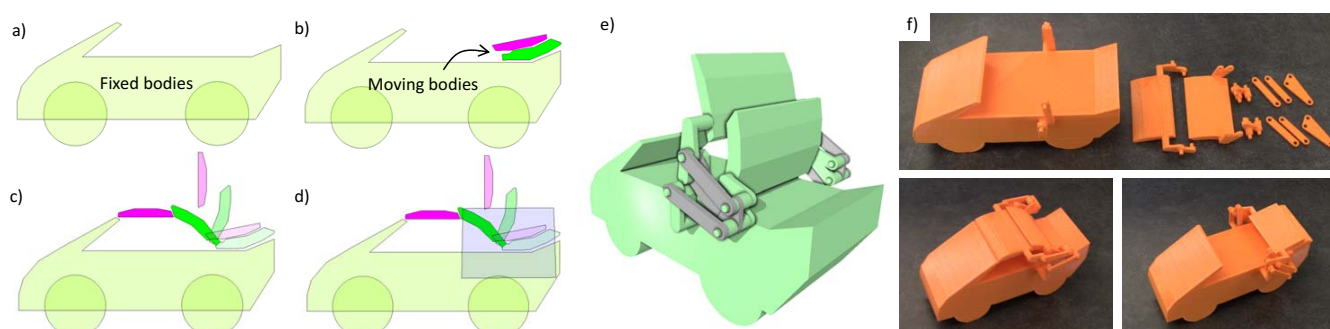 a)
Fixed bodies
b)
Moving bodies
c)
d)
e)
f)